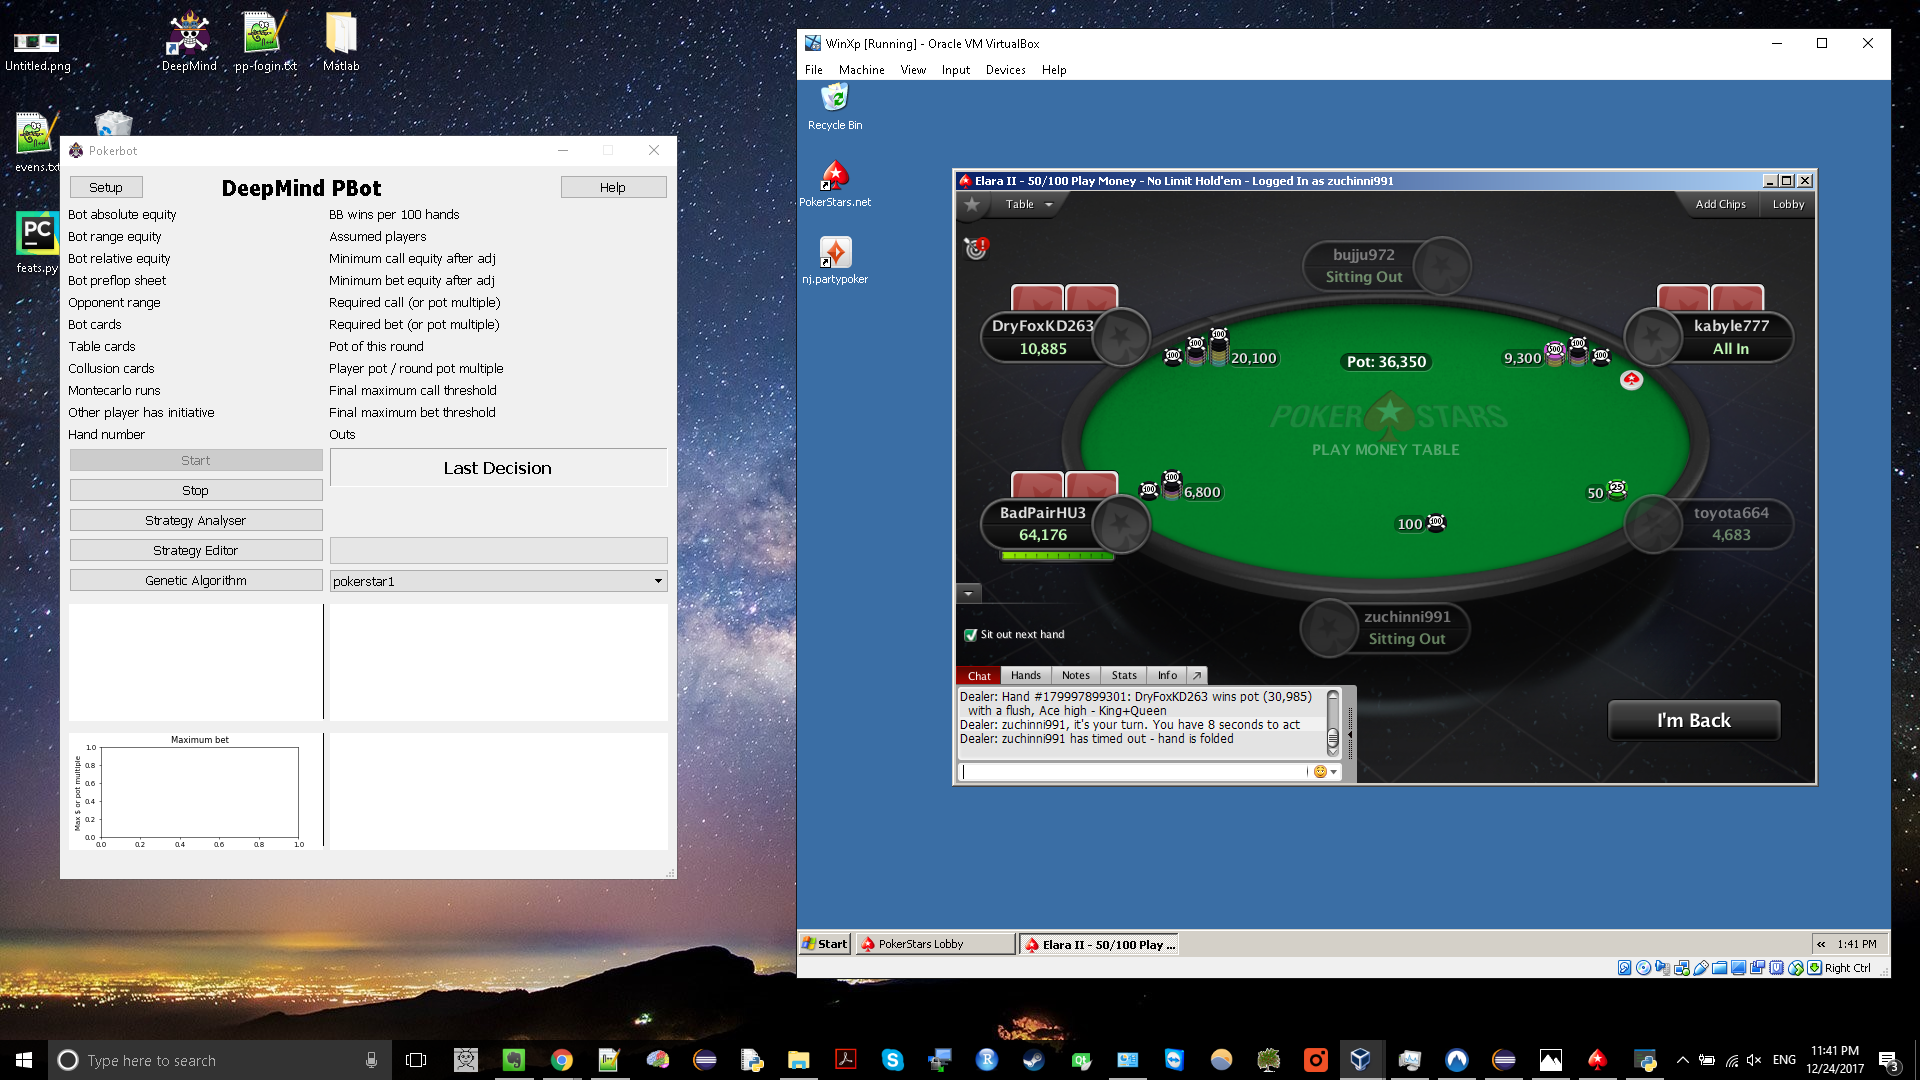 Untitled.png
DeepMind
pp-login.txt
Matlab
evens.txt
PC
feats.py
Pokerbot
Setup
DeepMind PBot
Help
Bot absolute equity
BB wins per 100 hands
Bot range equity
Assumed players
Bot relative equity
Minimum call equity after adj
Bot preflop sheet
Minimum bet equity after adj
Opponent range
Required call (or pot multiple)
Bot cards
Required bet (or pot multiple)
Table cards
Pot of this round
Collusion cards
Player pot / round pot multiple
Montecarlo runs
Final maximum call threshold
Other player has initiative
Final maximum bet threshold
Hand number
Outs
Start
Last Decision
Stop
Strategy Analyser
Strategy Editor
Genetic Algorithm
pokerstar1
Maximum bet
Max $ or pot multiple
1.0
0.8
0.6
0.4
0.2
0.0
0.0 0.2 0.4 0.6 0.8 1.0
WinXp [Running] - Oracle VM VirtualBox
File Machine View Input Devices Help
Recycle Bin
PokerStars.net
nj.partypoker
Elara II - 50/100 Play Money - No Limit Hold'em - Logged In as zuchinni991
Table
Add Chips
Lobby
bujju972
Sitting Out
DryFoxKD263
10,885
kabyle777
All In
100
100
100
20,100
Pot: 36,350
9,300
500
100
100
POKER STARS
PLAY MONEY TABLE
BadPairHU3
64,176
100
100
6,800
100
100
50
25
toyota664
4,683
zuchinni991
Sitting Out
Sit out next hand
Chat Hands Notes Stats Info
Dealer: Hand #179997899301: DryFoxKD263 wins pot (30,985)
with a flush, Ace high - King+Queen
Dealer: zuchinni991, it's your turn. You have 8 seconds to act
Dealer: zuchinni991 has timed out - hand is folded
I'm Back
Start
PokerStars Lobby
Elara II - 50/100 Play ...
1:41 PM
Right Ctrl
Type here to search
ENG
11:41 PM
12/24/2017
3